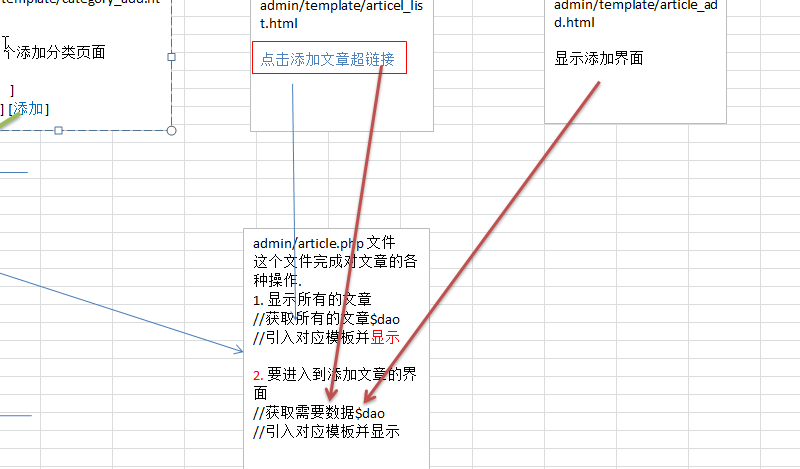 template/category_add.ht
个添加分类页面
]
] [添加]
admin/template/articel_lis
t.html
点击添加文章超链接
admin/template/article_ad
d.html
显示添加界面
admin/article.php 文件
这个文件完成对文章的各
种操作.
1. 显示所有的文章
//获取所有的文章$dao
//引入对应模板并显示
2. 要进入到添加文章的界
面
//获取需要数据$dao
//引入对应模板并显示